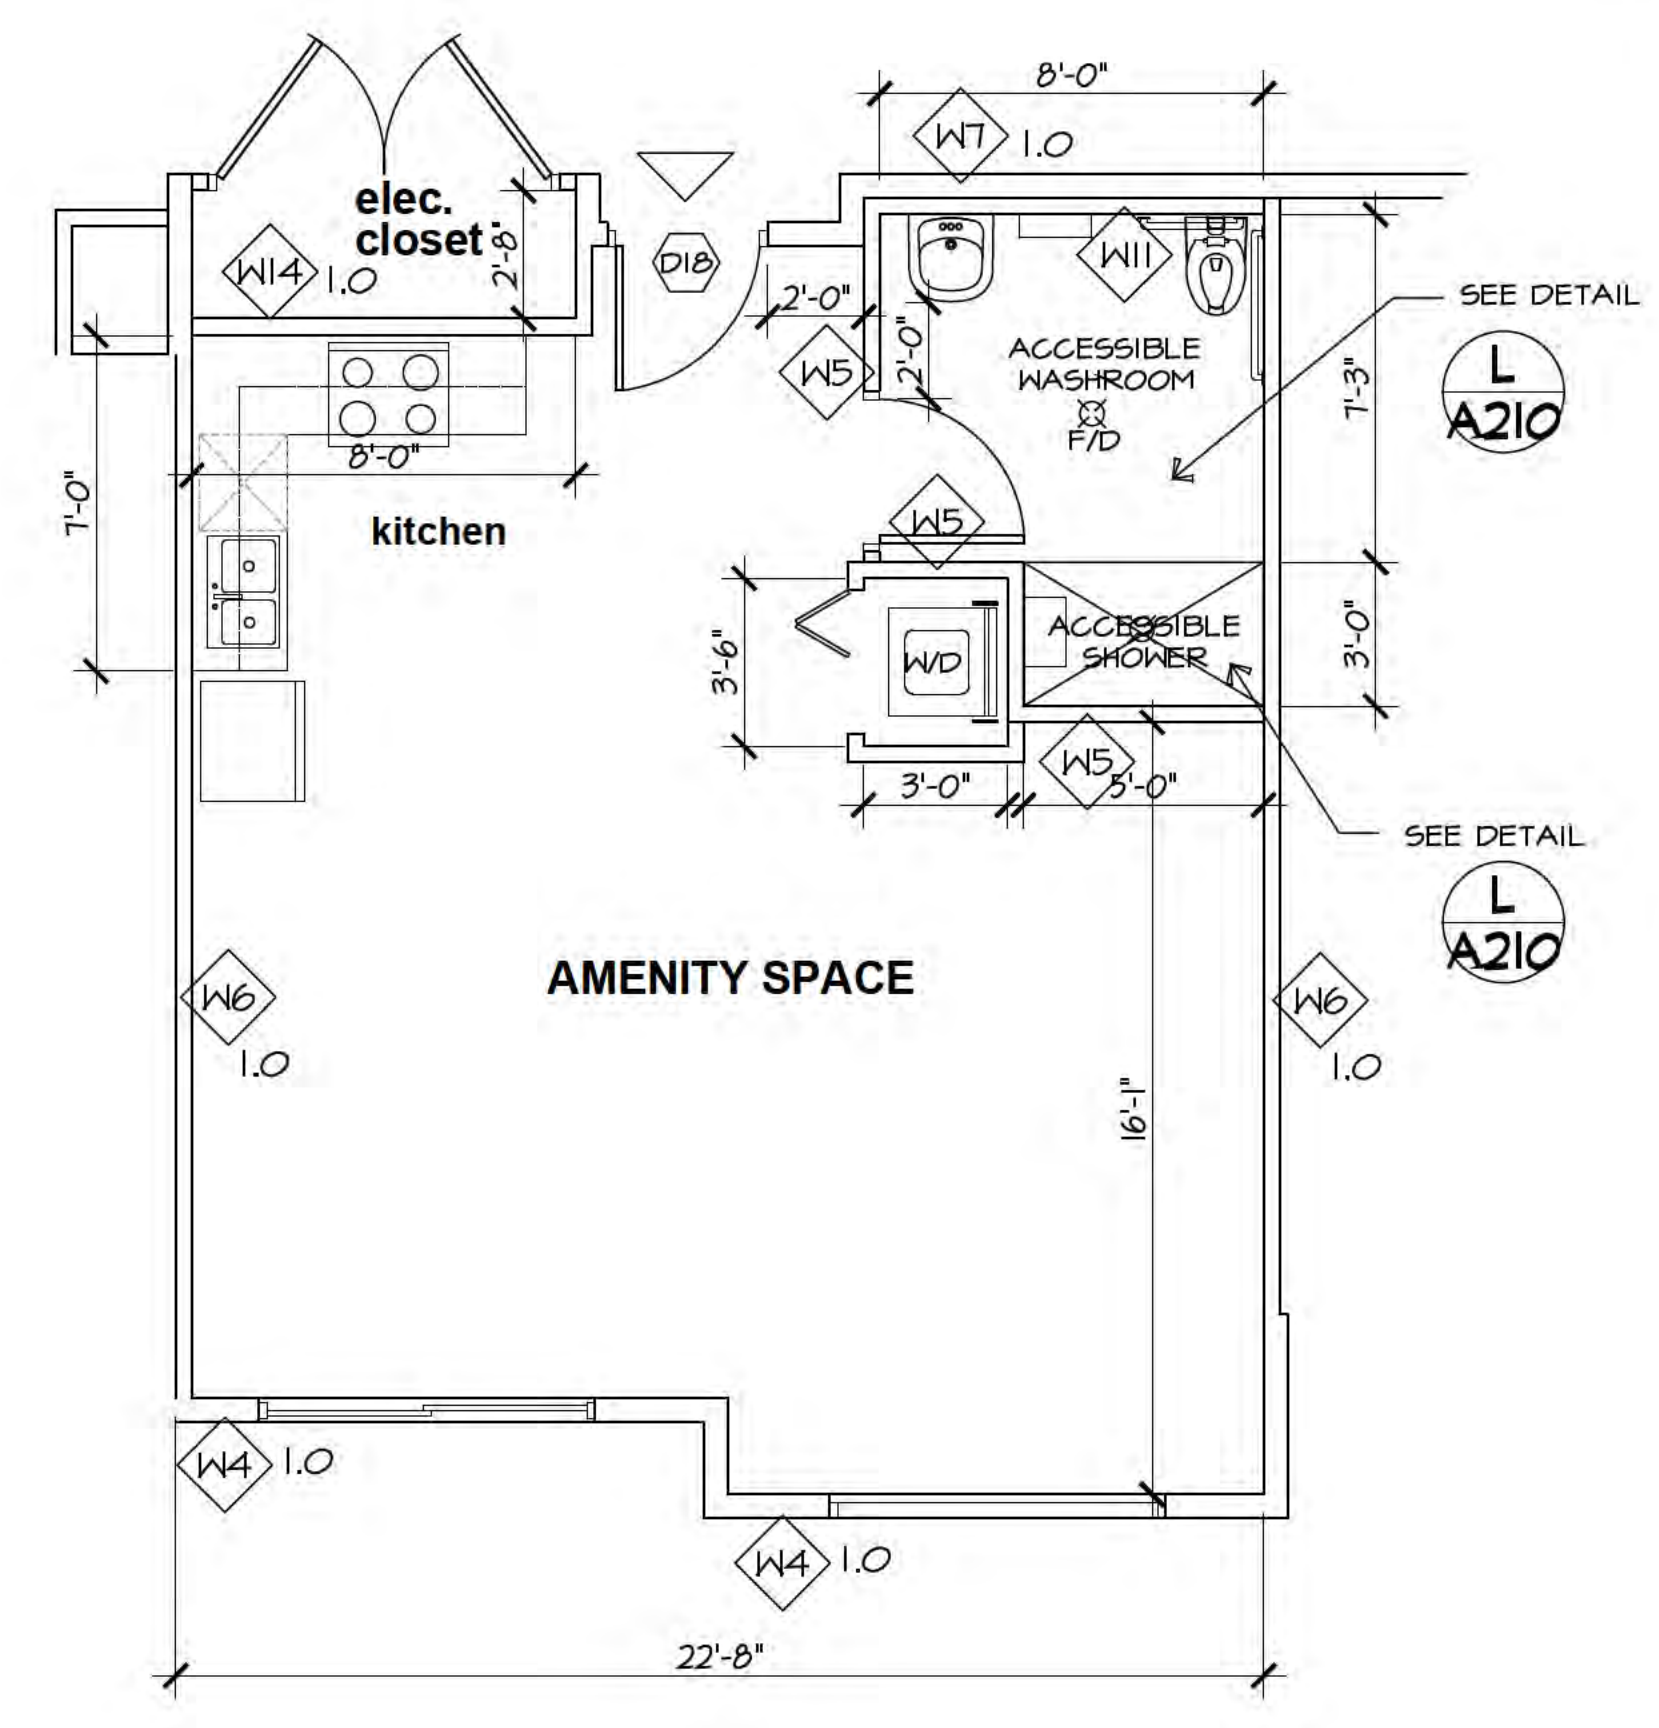 8'-0"
W7 1.0
elec.
closet
2'-8"
W14 1.0
D18
2'-0"
W11
SEE DETAIL
L
A210
W5
2'-0"
ACCESSIBLE
WASHROOM
F/D
7'-3"
8'-0"
7'-0"
kitchen
W5
3'-6"
W/D
ACCESSIBLE
SHOWER
3'-0"
W5
3'-0"
5'-0"
SEE DETAIL
L
A210
AMENITY SPACE
W6
1.0
W6
1.0
16'-1"
W4 1.0
W4 1.0
22'-8"